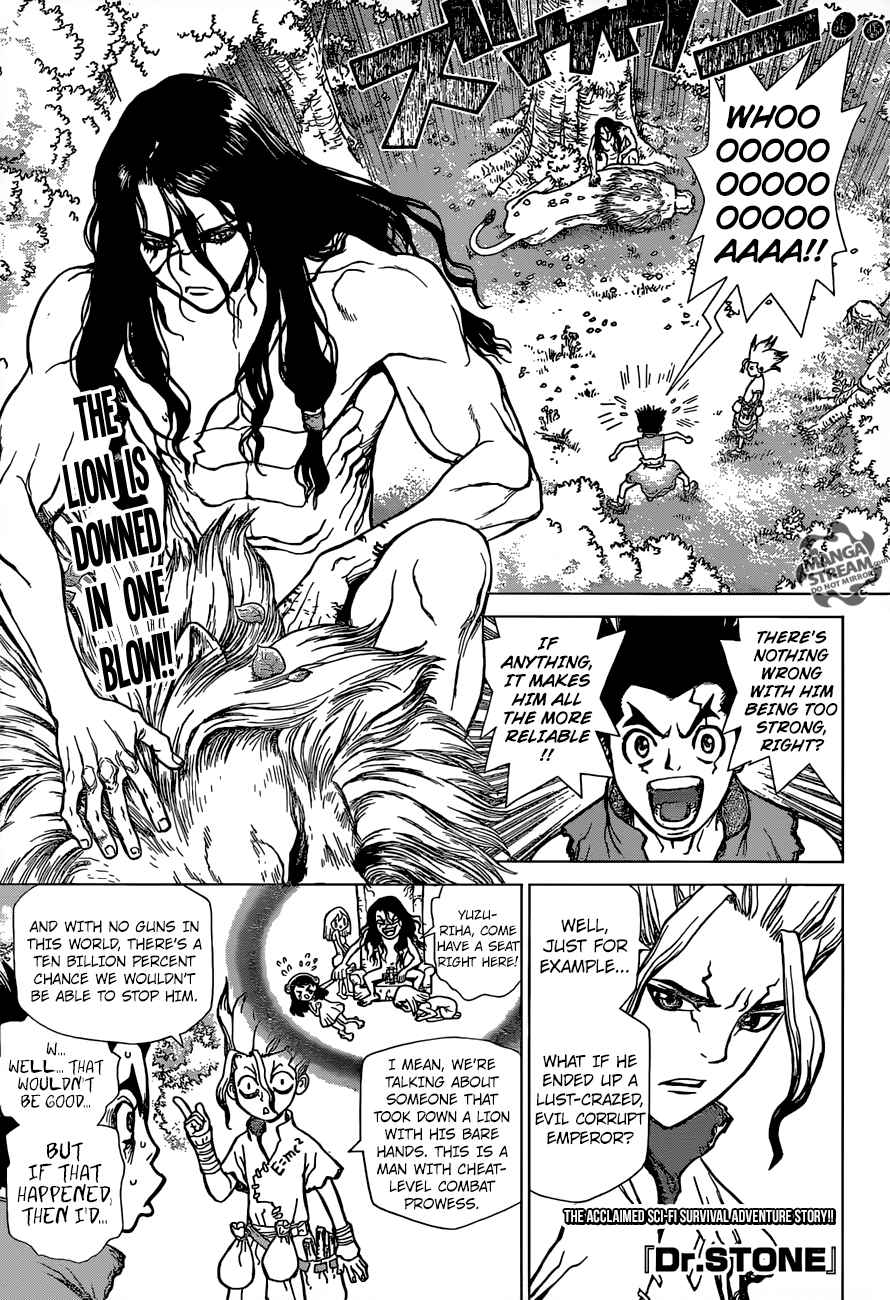 ズウウウン…
WHOO
OOOOO
OOOOO
OOOOO
AAAA!!
THE
LION IS
DOWNED
IN ONE
BLOW!!
MANGA
STREAM.com
DO NOT MIRROR
THERE'S
NOTHING
WRONG
WITH HIM
BEING TOO
STRONG,
RIGHT?
IF
ANYTHING,
IT MAKES
HIM ALL
THE MORE
RELIABLE
!!
WELL,
JUST FOR
EXAMPLE...
WHAT IF HE
ENDED UP A
LUST-CRAZED,
EVIL CORRUPT
EMPEROR?
THE ACCLAIMED SCI-FI SURVIVAL ADVENTURE STORY!!
『Dr.STONE』
YUZU-
RIHA, COME
HAVE A SEAT
RIGHT HERE!
I MEAN, WE'RE
TALKING ABOUT
SOMEONE THAT
TOOK DOWN A LION
WITH HIS BARE
HANDS. THIS IS A
MAN WITH CHEAT-
LEVEL COMBAT
PROWESS.
E=mc²
AND WITH NO GUNS IN
THIS WORLD, THERE'S A
TEN BILLION PERCENT
CHANCE WE WOULDN'T
BE ABLE TO STOP HIM.
W...
WELL... THAT
WOULDN'T
BE GOOD...
BUT
IF THAT
HAPPENED,
THEN I'D...